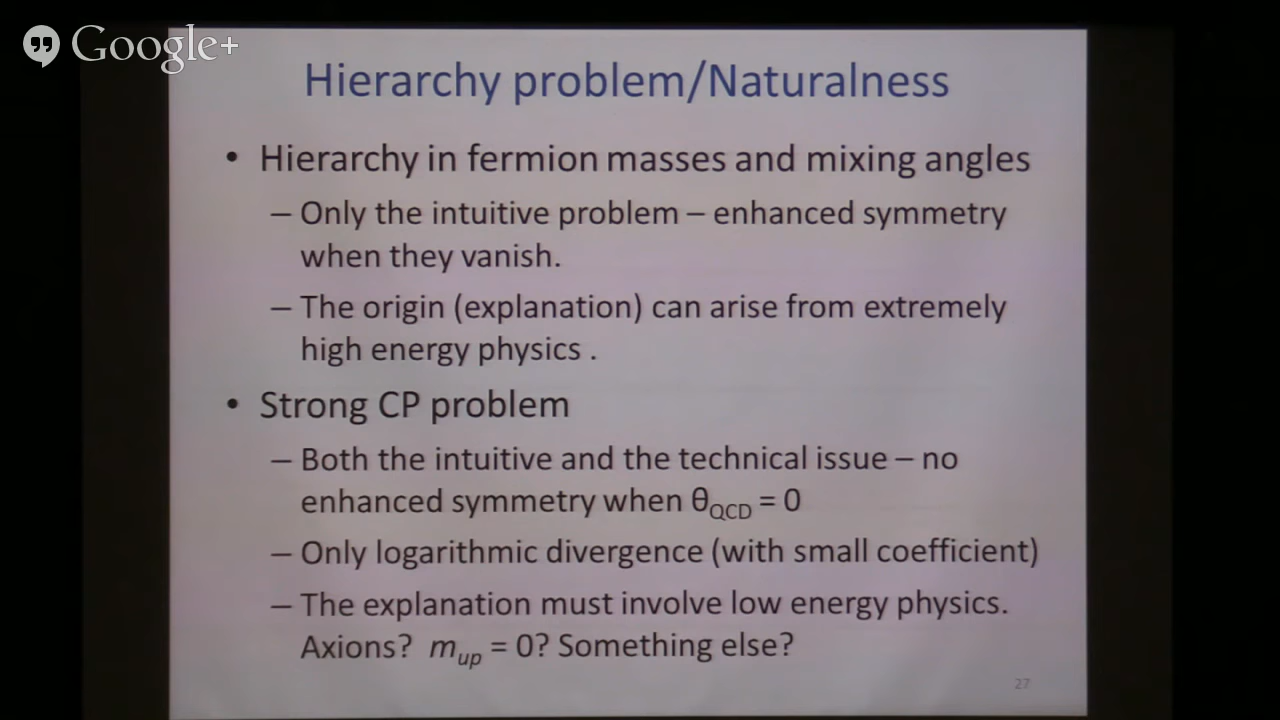 Google+
Hierarchy problem/Naturalness
• Hierarchy in fermion masses and mixing angles
– Only the intuitive problem – enhanced symmetry
when they vanish.
– The origin (explanation) can arise from extremely
high energy physics .
• Strong CP problem
– Both the intuitive and the technical issue – no
enhanced symmetry when θQCD = 0
– Only logarithmic divergence (with small coefficient)
– The explanation must involve low energy physics.
Axions? mup = 0? Something else?
27